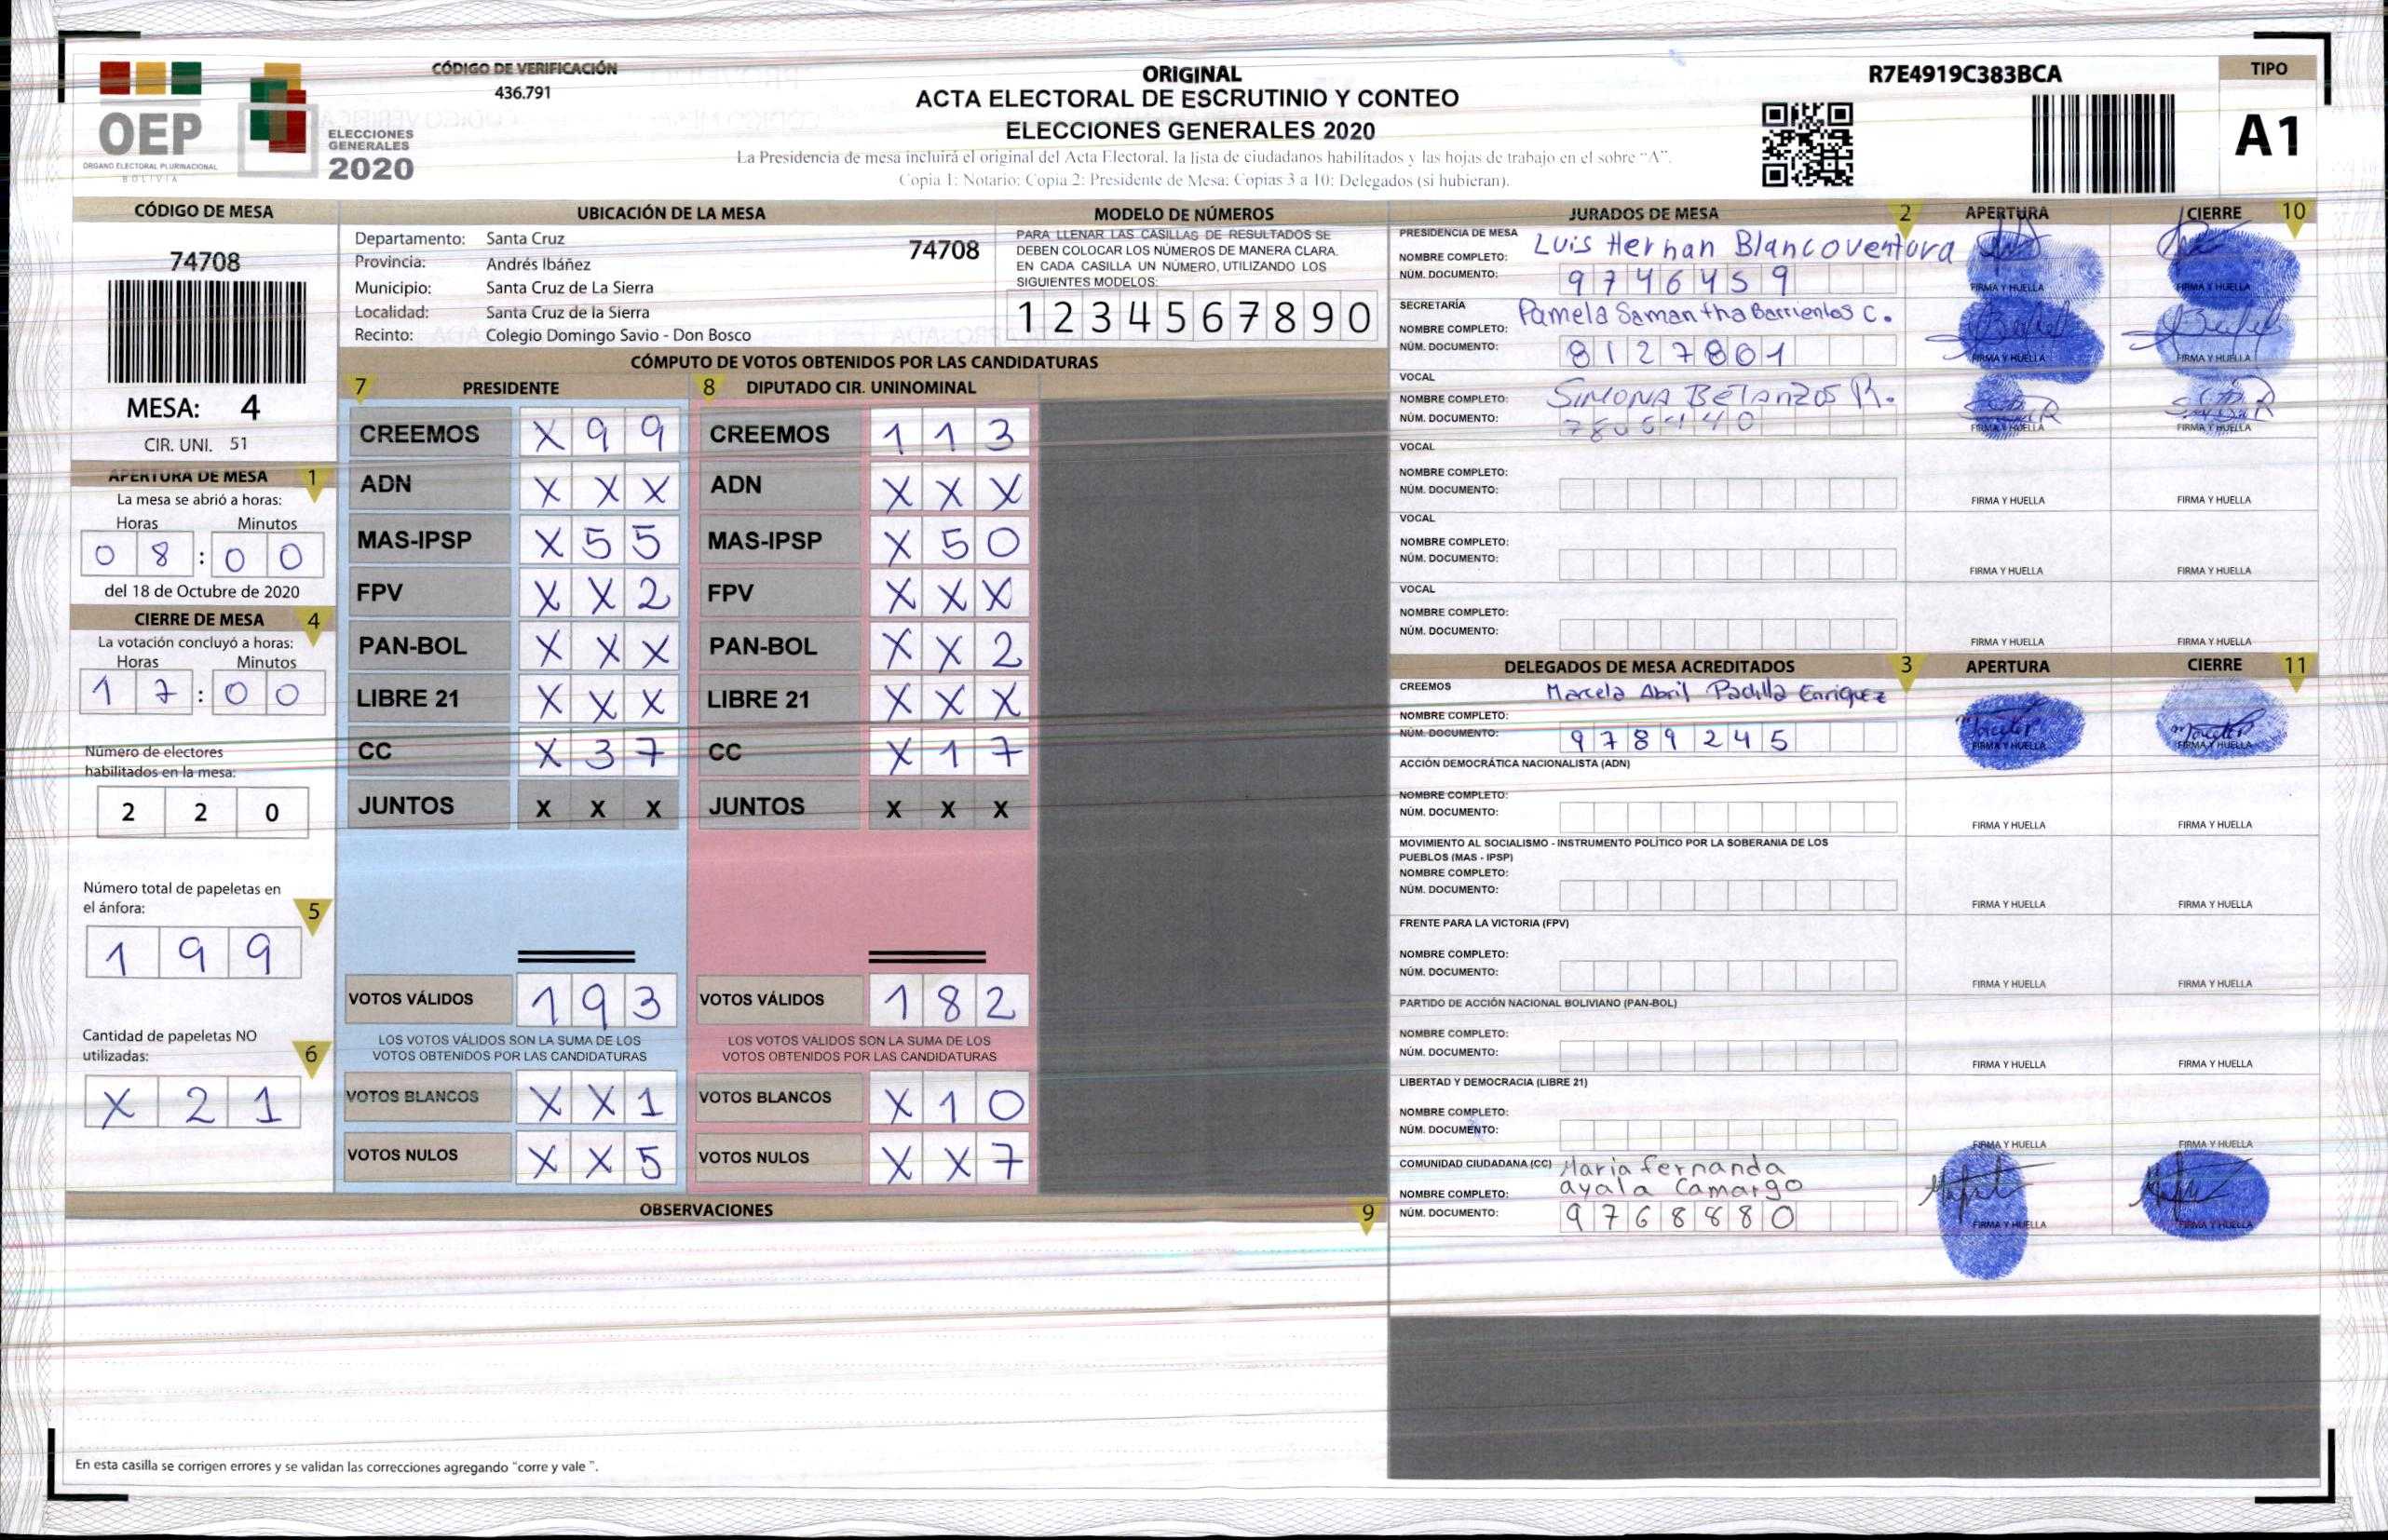 OEP
ÓRGANO ELECTORAL PLURINACIONAL
BOLIVIA
ELECCIONES
GENERALES
2020
CÓDIGO DE VERIFICACIÓN
436.791
ORIGINAL
ACTA ELECTORAL DE ESCRUTINIO Y CONTEO
ELECCIONES GENERALES 2020
La Presidencia de mesa incluirá el original del Acta Electoral, la lista de ciudadanos habilitados y las hojas de trabajo en el sobre "A".
Copia 1: Notario; Copia 2: Presidente de Mesa; Copias 3 a 10: Delegados (si hubieran).
R7E4919C383BCA
TIPO
A1
CÓDIGO DE MESA
74708
MESA: 4
CIR. UNI. 51
APERTURA DE MESA 1
La mesa se abrió a horas:
Horas Minutos
0 8 : 0 0
del 18 de Octubre de 2020
CIERRE DE MESA 4
La votación concluyó a horas:
Horas Minutos
1 7 : 0 0
Número de electores
habilitados en la mesa:
2 2 0
Número total de papeletas en
el ánfora: 5
1 9 9
Cantidad de papeletas NO
utilizadas: 6
X 2 1
UBICACIÓN DE LA MESA
Departamento: Santa Cruz 74708
Provincia: Andrés Ibáñez
Municipio: Santa Cruz de La Sierra
Localidad: Santa Cruz de la Sierra
Recinto: Colegio Domingo Savio - Don Bosco
MODELO DE NÚMEROS
PARA LLENAR LAS CASILLAS DE RESULTADOS SE
DEBEN COLOCAR LOS NÚMEROS DE MANERA CLARA.
EN CADA CASILLA UN NÚMERO, UTILIZANDO LOS
SIGUIENTES MODELOS:
1 2 3 4 5 6 7 8 9 0
CÓMPUTO DE VOTOS OBTENIDOS POR LAS CANDIDATURAS
7 PRESIDENTE 8 DIPUTADO CIR. UNINOMINAL
CREEMOS X 9 9 CREEMOS 1 1 3
ADN X X X ADN X X X
MAS-IPSP X 5 5 MAS-IPSP X 5 0
FPV X X 2 FPV X X X
PAN-BOL X X X PAN-BOL X X 2
LIBRE 21 X X X LIBRE 21 X X X
CC X 3 7 CC X 1 7
JUNTOS X X X JUNTOS X X X
VOTOS VÁLIDOS 1 9 3 VOTOS VÁLIDOS 1 8 2
LOS VOTOS VÁLIDOS SON LA SUMA DE LOS LOS VOTOS VÁLIDOS SON LA SUMA DE LOS
VOTOS OBTENIDOS POR LAS CANDIDATURAS VOTOS OBTENIDOS POR LAS CANDIDATURAS
VOTOS BLANCOS X X 1 VOTOS BLANCOS X 1 0
VOTOS NULOS X X 5 VOTOS NULOS X X 7
OBSERVACIONES 9
En esta casilla se corrigen errores y se validan las correcciones agregando "corre y vale ".
JURADOS DE MESA 2 APERTURA CIERRE 10
PRESIDENCIA DE MESA
NOMBRE COMPLETO: Luis Hernan Blancoventura
NÚM. DOCUMENTO: 9 7 4 6 4 5 9 FIRMA Y HUELLA FIRMA Y HUELLA
SECRETARÍA
NOMBRE COMPLETO: Pamela Samantha Barrientos C.
NÚM. DOCUMENTO: 8 1 2 7 8 0 1 FIRMA Y HUELLA FIRMA Y HUELLA
VOCAL
NOMBRE COMPLETO: SIMONA BElanzos R.
NÚM. DOCUMENTO: FIRMA Y HUELLA FIRMA Y HUELLA
VOCAL
NOMBRE COMPLETO:
NÚM. DOCUMENTO: FIRMA Y HUELLA FIRMA Y HUELLA
VOCAL
NOMBRE COMPLETO:
NÚM. DOCUMENTO: FIRMA Y HUELLA FIRMA Y HUELLA
VOCAL
NOMBRE COMPLETO:
NÚM. DOCUMENTO: FIRMA Y HUELLA FIRMA Y HUELLA
DELEGADOS DE MESA ACREDITADOS 3 APERTURA CIERRE 11
CREEMOS
NOMBRE COMPLETO: Marcela Abril Padilla Enriquez
NÚM. DOCUMENTO: 9 7 8 9 2 4 5 FIRMA Y HUELLA FIRMA Y HUELLA
ACCIÓN DEMOCRÁTICA NACIONALISTA (ADN)
NOMBRE COMPLETO:
NÚM. DOCUMENTO: FIRMA Y HUELLA FIRMA Y HUELLA
MOVIMIENTO AL SOCIALISMO - INSTRUMENTO POLÍTICO POR LA SOBERANIA DE LOS
PUEBLOS (MAS - IPSP)
NOMBRE COMPLETO:
NÚM. DOCUMENTO: FIRMA Y HUELLA FIRMA Y HUELLA
FRENTE PARA LA VICTORIA (FPV)
NOMBRE COMPLETO:
NÚM. DOCUMENTO: FIRMA Y HUELLA FIRMA Y HUELLA
PARTIDO DE ACCIÓN NACIONAL BOLIVIANO (PAN-BOL)
NOMBRE COMPLETO:
NÚM. DOCUMENTO: FIRMA Y HUELLA FIRMA Y HUELLA
LIBERTAD Y DEMOCRACIA (LIBRE 21)
NOMBRE COMPLETO:
NÚM. DOCUMENTO: FIRMA Y HUELLA FIRMA Y HUELLA
COMUNIDAD CIUDADANA (CC)
NOMBRE COMPLETO: Maria fernanda
ayala Camargo
NÚM. DOCUMENTO: 9 7 6 8 8 8 0 FIRMA Y HUELLA FIRMA Y HUELLA